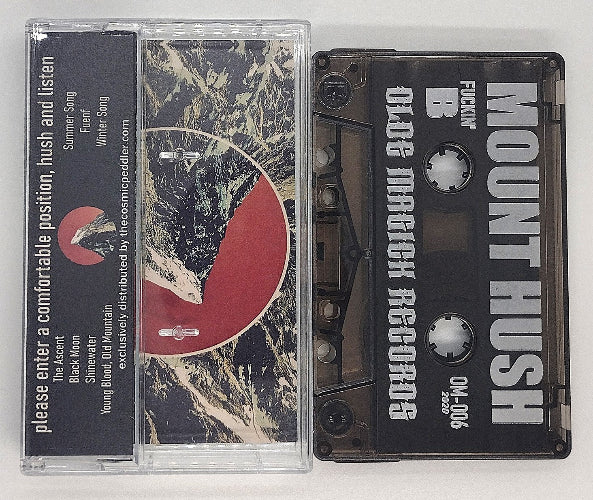 please enter a comfortable position, hush and listen
The Ascent
Black Moon
Shinewater
Young Blood, Old Mountain
Summer Song
Fuenf
Winter Song
exclusively distributed by thecosmicpeddler.com
MOUNT HUSH
FUCKIN'
B
OLDE MAGICK RECORDS
OM-006
2020